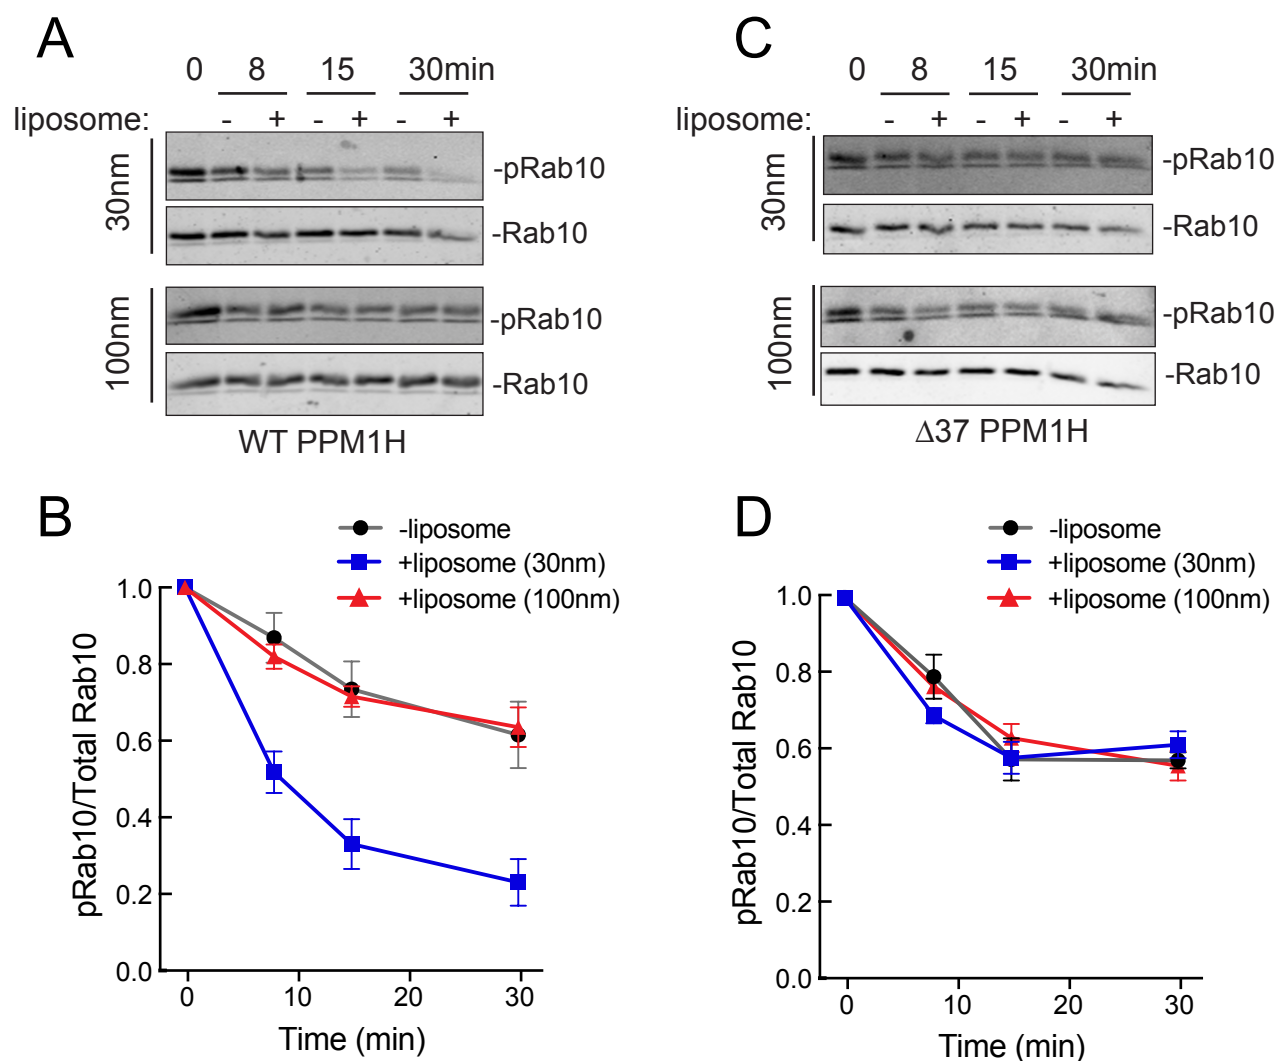 A
0 8 15 30min
liposome: - + - + - +
30nm
-pRab10
-Rab10
100nm
-pRab10
-Rab10
WT PPM1H
C
0 8 15 30min
liposome: - + - + - +
30nm
-pRab10
-Rab10
100nm
-pRab10
-Rab10
Δ37 PPM1H
B
-liposome
+liposome (30nm)
+liposome (100nm)
pRab10/Total Rab10
1.0
0.8
0.6
0.4
0.2
0.0
0 10 20 30
Time (min)
D
-liposome
+liposome (30nm)
+liposome (100nm)
pRab10/Total Rab10
1.0
0.8
0.6
0.4
0.2
0.0
0 10 20 30
Time (min)